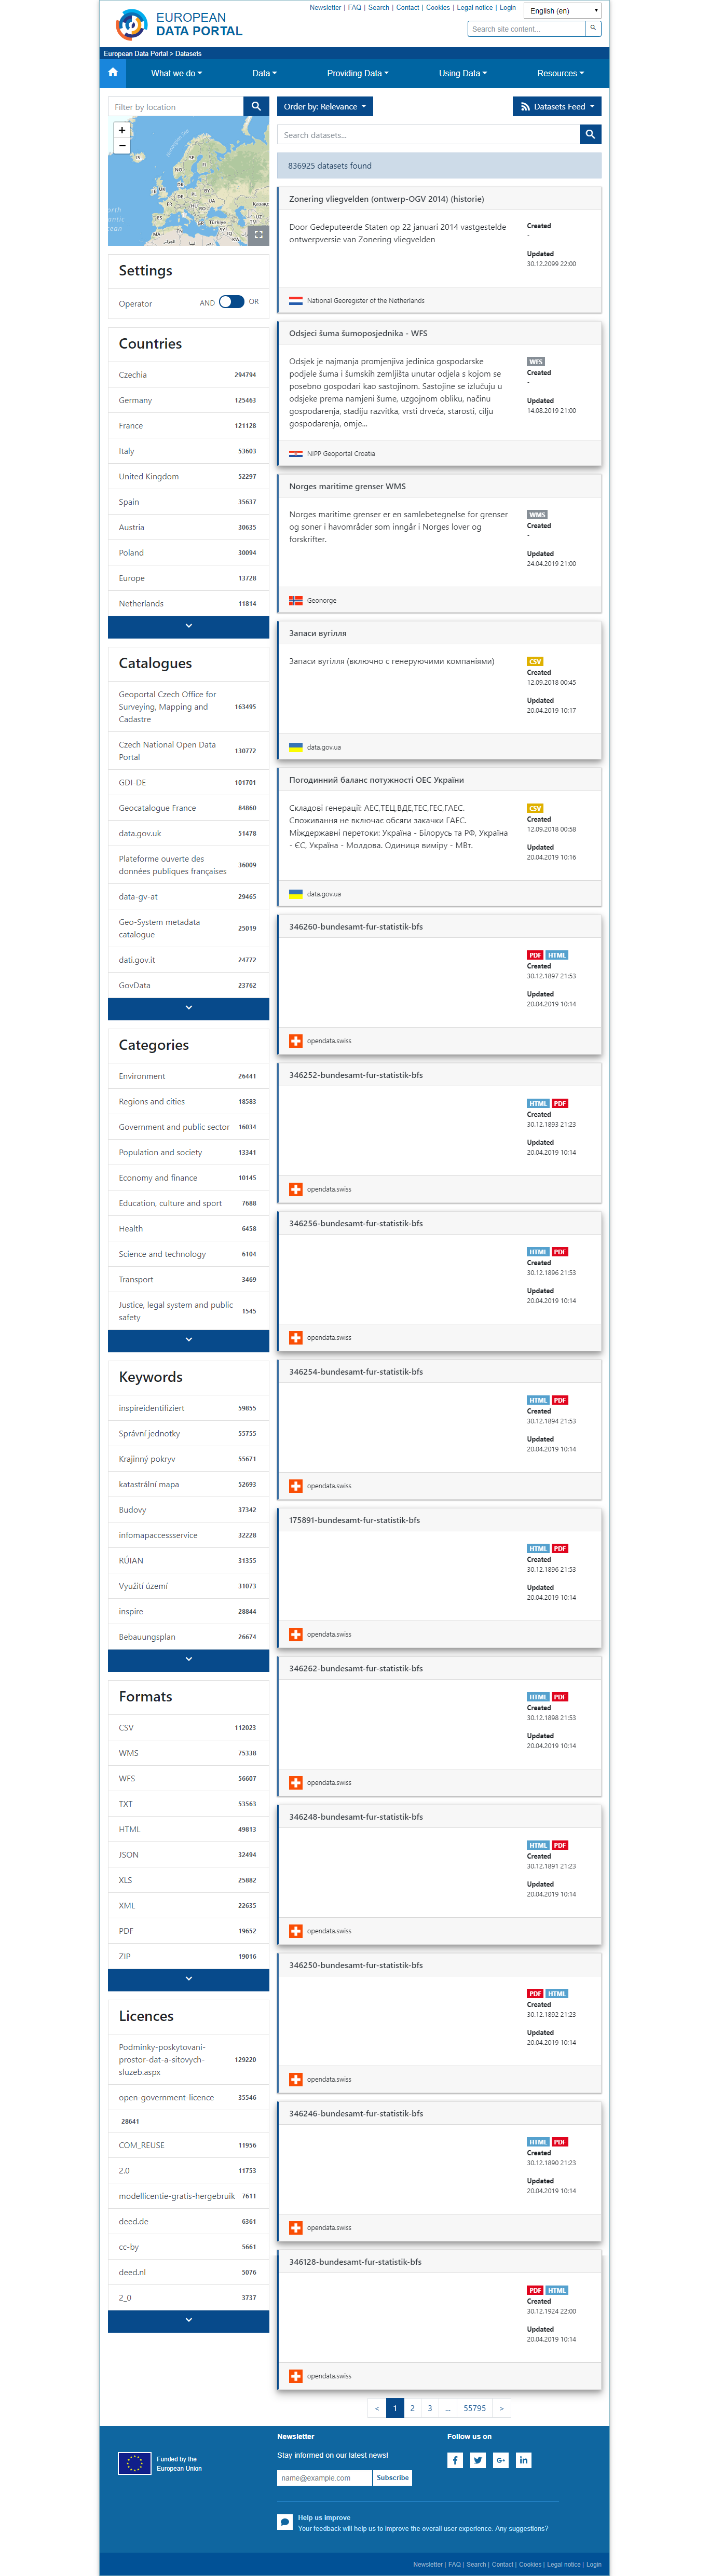 Newsletter | FAQ | Search | Contact | Cookies | Legal notice | Login
English (en)
EUROPEAN
DATA PORTAL
Search site content...
European Data Portal > Datasets
What we do
Data
Providing Data
Using Data
Resources
Filter by location
+
−
Settings
Operator AND OR
Countries
Czechia 294794
Germany 125463
France 121128
Italy 53603
United Kingdom 52297
Spain 35637
Austria 30635
Poland 30094
Europe 13728
Netherlands 11814
Catalogues
Geoportal Czech Office for
Surveying, Mapping and
Cadastre
163495
Czech National Open Data
Portal
130772
GDI-DE 101701
Geocatalogue France 84860
data.gov.uk 51478
Plateforme ouverte des
données publiques françaises
36009
data-gv-at 29465
Geo-System metadata
catalogue
25019
dati.gov.it 24772
GovData 23762
Categories
Environment 26441
Regions and cities 18583
Government and public sector 16034
Population and society 13341
Economy and finance 10145
Education, culture and sport 7688
Health 6458
Science and technology 6104
Transport 3469
Justice, legal system and public
safety
1545
Keywords
inspireidentifiziert 59855
Správní jednotky 55755
Krajinný pokryv 55671
katastrální mapa 52693
Budovy 37342
infomapaccessservice 32228
RÚIAN 31355
Využití území 31073
inspire 28844
Bebauungsplan 26674
Formats
CSV 112023
WMS 75338
WFS 56607
TXT 53563
HTML 49813
JSON 32494
XLS 25882
XML 22635
PDF 19652
ZIP 19016
Licences
Podminky-poskytovani-
prostor-dat-a-sitovych-
sluzeb.aspx
129220
open-government-licence 35546
28641
COM_REUSE 11956
2.0 11753
modellicentie-gratis-hergebruik 7611
deed.de 6361
cc-by 5661
deed.nl 5076
2_0 3737
Order by: Relevance
Datasets Feed
Search datasets...
836925 datasets found
Zonering vliegvelden (ontwerp-OGV 2014) (historie)
Door Gedeputeerde Staten op 22 januari 2014 vastgestelde
ontwerpversie van Zonering vliegvelden
Created
-
Updated
30.12.2099 22:00
National Georegister of the Netherlands
Odsjeci šuma šumoposjednika - WFS
Odsjek je najmanja promjenjiva jedinica gospodarske
podjele šuma i šumskih zemljišta unutar odjela s kojom se
posebno gospodari kao sastojinom. Sastojine se izlučuju u
odsjeke prema namjeni šume, uzgojnom obliku, načinu
gospodarenja, stadiju razvitka, vrsti drveća, starosti, cilju
gospodarenja, omje...
WFS
Created
-
Updated
14.08.2019 21:00
NIPP Geoportal Croatia
Norges maritime grenser WMS
Norges maritime grenser er en samlebetegnelse for grenser
og soner i havområder som inngår i Norges lover og
forskrifter.
WMS
Created
-
Updated
24.04.2019 21:00
Geonorge
Запаси вугілля
Запаси вугілля (включно с генеруючими компаніями)
CSV
Created
12.09.2018 00:45
Updated
20.04.2019 10:17
data.gov.ua
Погодинний баланс потужності ОЕС України
Складові генерації: АЕС,ТЕЦ,ВДЕ,ТЕС,ГЕС,ГАЕС.
Споживання не включає обсяги закачки ГАЕС.
Міждержавні перетоки: Україна - Білорусь та РФ, Україна
- ЄС, Україна - Молдова. Одиниця виміру - МВт.
CSV
Created
12.09.2018 00:58
Updated
20.04.2019 10:16
data.gov.ua
346260-bundesamt-fur-statistik-bfs
PDF HTML
Created
30.12.1897 21:53
Updated
20.04.2019 10:14
opendata.swiss
346252-bundesamt-fur-statistik-bfs
HTML PDF
Created
30.12.1893 21:23
Updated
20.04.2019 10:14
opendata.swiss
346256-bundesamt-fur-statistik-bfs
HTML PDF
Created
30.12.1896 21:53
Updated
20.04.2019 10:14
opendata.swiss
346254-bundesamt-fur-statistik-bfs
HTML PDF
Created
30.12.1894 21:53
Updated
20.04.2019 10:14
opendata.swiss
175891-bundesamt-fur-statistik-bfs
HTML PDF
Created
30.12.1896 21:53
Updated
20.04.2019 10:14
opendata.swiss
346262-bundesamt-fur-statistik-bfs
HTML PDF
Created
30.12.1898 21:53
Updated
20.04.2019 10:14
opendata.swiss
346248-bundesamt-fur-statistik-bfs
HTML PDF
Created
30.12.1891 21:23
Updated
20.04.2019 10:14
opendata.swiss
346250-bundesamt-fur-statistik-bfs
PDF HTML
Created
30.12.1892 21:23
Updated
20.04.2019 10:14
opendata.swiss
346246-bundesamt-fur-statistik-bfs
HTML PDF
Created
30.12.1890 21:23
Updated
20.04.2019 10:14
opendata.swiss
346128-bundesamt-fur-statistik-bfs
PDF HTML
Created
30.12.1924 22:00
Updated
20.04.2019 10:14
opendata.swiss
< 1 2 3 ... 55795 >
Funded by the
European Union
Newsletter
Stay informed on our latest news!
name@example.com Subscribe
Follow us on
Help us improve
Your feedback will help us to improve the overall user experience. Any suggestions?
Newsletter | FAQ | Search | Contact | Cookies | Legal notice | Login